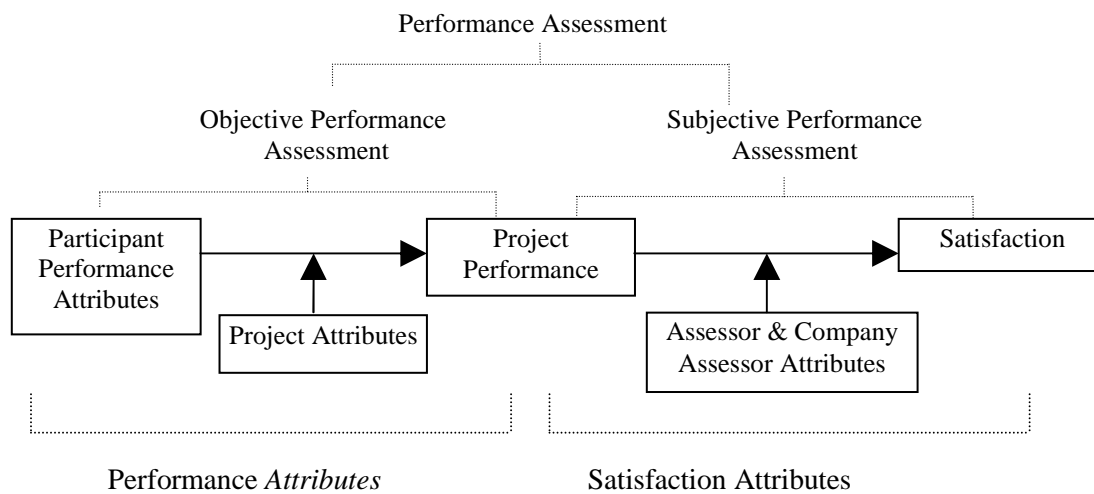 Performance Assessment
Objective Performance
Assessment
Subjective Performance
Assessment
Participant
Performance
Attributes
Project
Performance
Satisfaction
Project Attributes
Assessor & Company
Assessor Attributes
Performance Attributes
Satisfaction Attributes